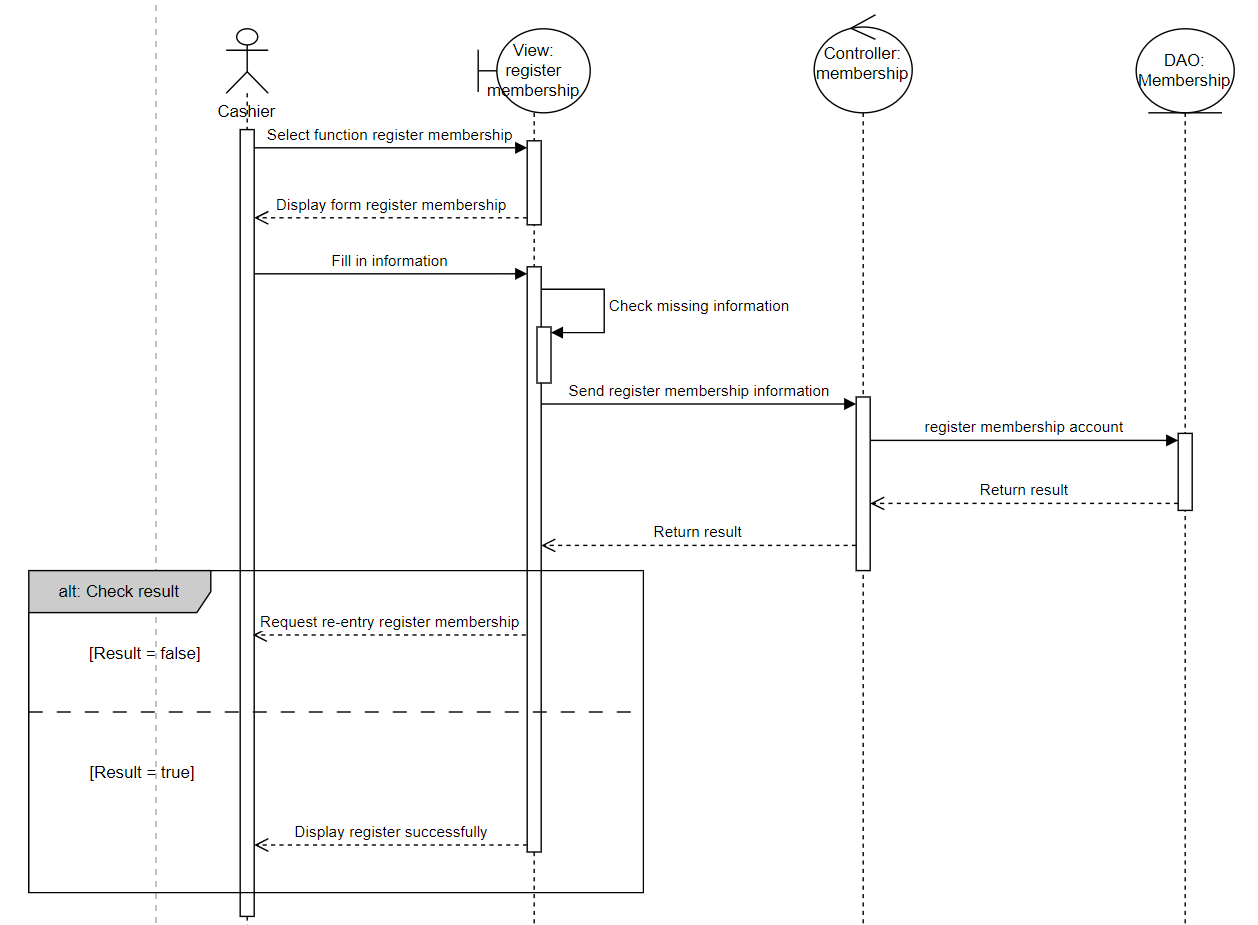 View:
register
membership
Controller:
membership
DAO:
Membership
Cashier
Select function register membership
Display form register membership
Fill in information
Check missing information
Send register membership information
register membership account
Return result
Return result
alt: Check result
Request re-entry register membership
[Result = false]
[Result = true]
Display register successfully